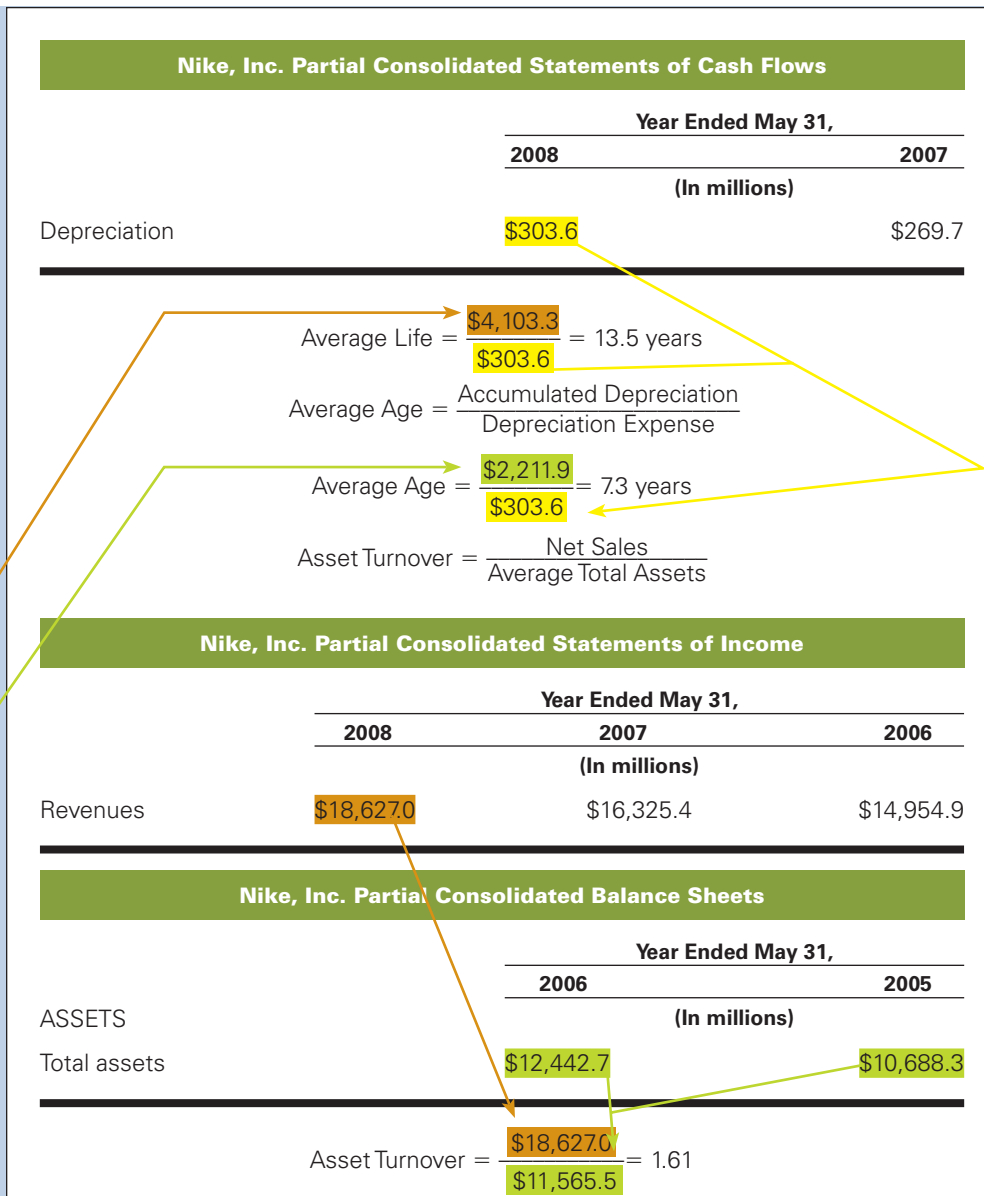 Nike, Inc. Partial Consolidated Statements of Cash Flows
Year Ended May 31,
2008 2007
(In millions)
Depreciation $303.6 $269.7
Average Life = $4,103.3 / $303.6 = 13.5 years
Average Age = Accumulated Depreciation / Depreciation Expense
Average Age = $2,211.9 / $303.6 = 7.3 years
Asset Turnover = Net Sales / Average Total Assets
Nike, Inc. Partial Consolidated Statements of Income
Year Ended May 31,
2008 2007 2006
(In millions)
Revenues $18,627.0 $16,325.4 $14,954.9
Nike, Inc. Partial Consolidated Balance Sheets
Year Ended May 31,
2006 2005
ASSETS (In millions)
Total assets $12,442.7 $10,688.3
Asset Turnover = $18,627.0 / $11,565.5 = 1.61